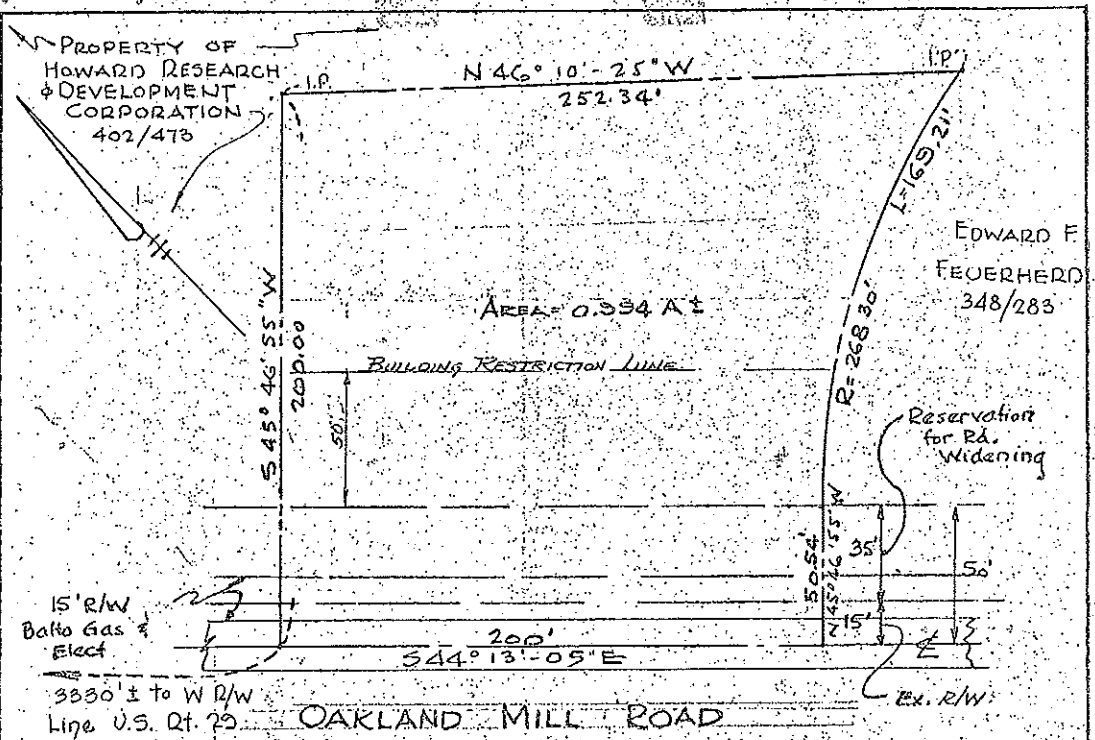 PROPERTY OF
HOWARD RESEARCH
& DEVELOPMENT
CORPORATION
402/473
I.P.
N 46° 10'-25" W
252.34'
I.P.
L=169.21'
EDWARD F.
FEUERHERD
348/283
AREA= 0.994 A ±
R= 268.30'
S 45° 46' 55" W
200.00
BUILDING RESTRICTION LINE
50'
Reservation
for Rd.
Widening
50.54'
N 45° 46' 55" W
35'
50'
15'
15' R/W
Balto Gas &
Elect
200'
S 44° 13'-05" E
Ex. R/W
3330' ± to W R/W
Line U.S. Rt. 29
OAKLAND MILL ROAD